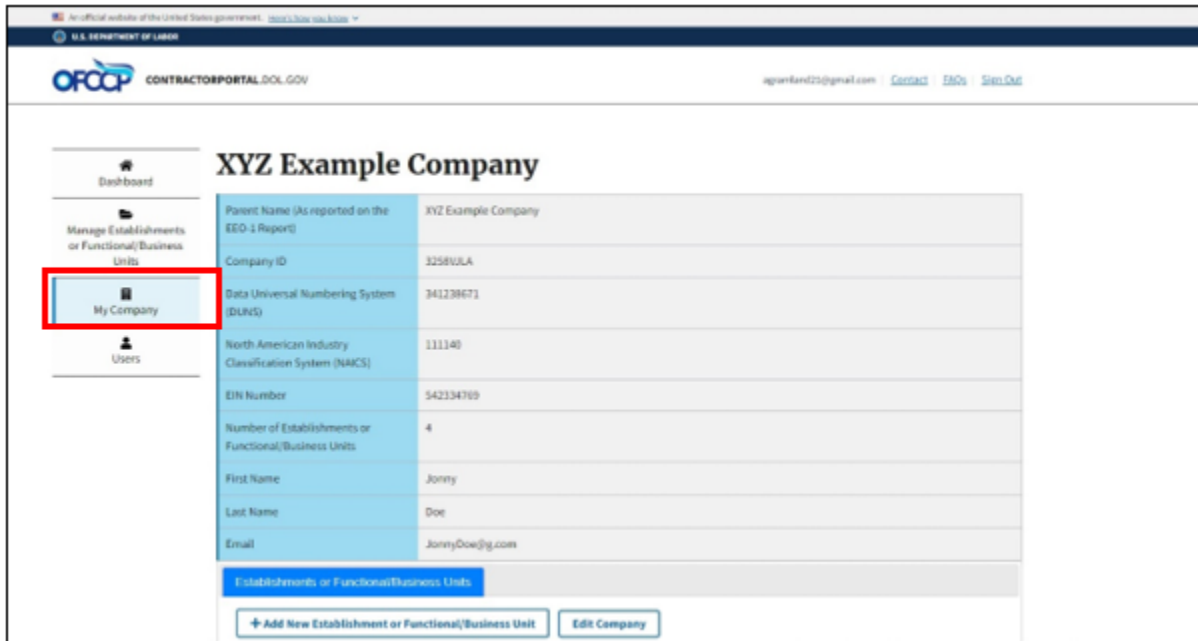 An official website of the United States government. Here's how you know
U.S. DEPARTMENT OF LABOR
OFCCP CONTRACTORPORTAL.DOL.GOV
Contact FAQs Sign Out
Dashboard
Manage Establishments
or Functional/Business
Units
My Company
Users
XYZ Example Company
Parent Name (As reported on the
EEO-1 Report)
XYZ Example Company
Company ID
Data Universal Numbering System
(DUNS)
341238671
North American Industry
Classification System (NAICS)
111140
EIN Number
542334769
Number of Establishments or
Functional/Business Units
4
First Name
Jonny
Last Name
Doe
Email
JonnyDoe@g.com
Establishments or Functional/Business Units
+ Add New Establishment or Functional/Business Unit
Edit Company